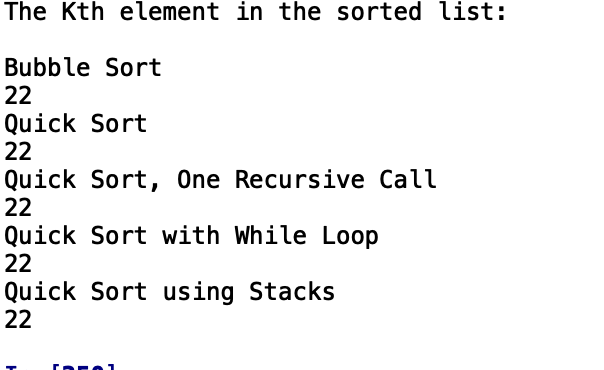 The Kth element in the sorted list:
Bubble Sort
22
Quick Sort
22
Quick Sort, One Recursive Call
22
Quick Sort with While Loop
22
Quick Sort using Stacks
22